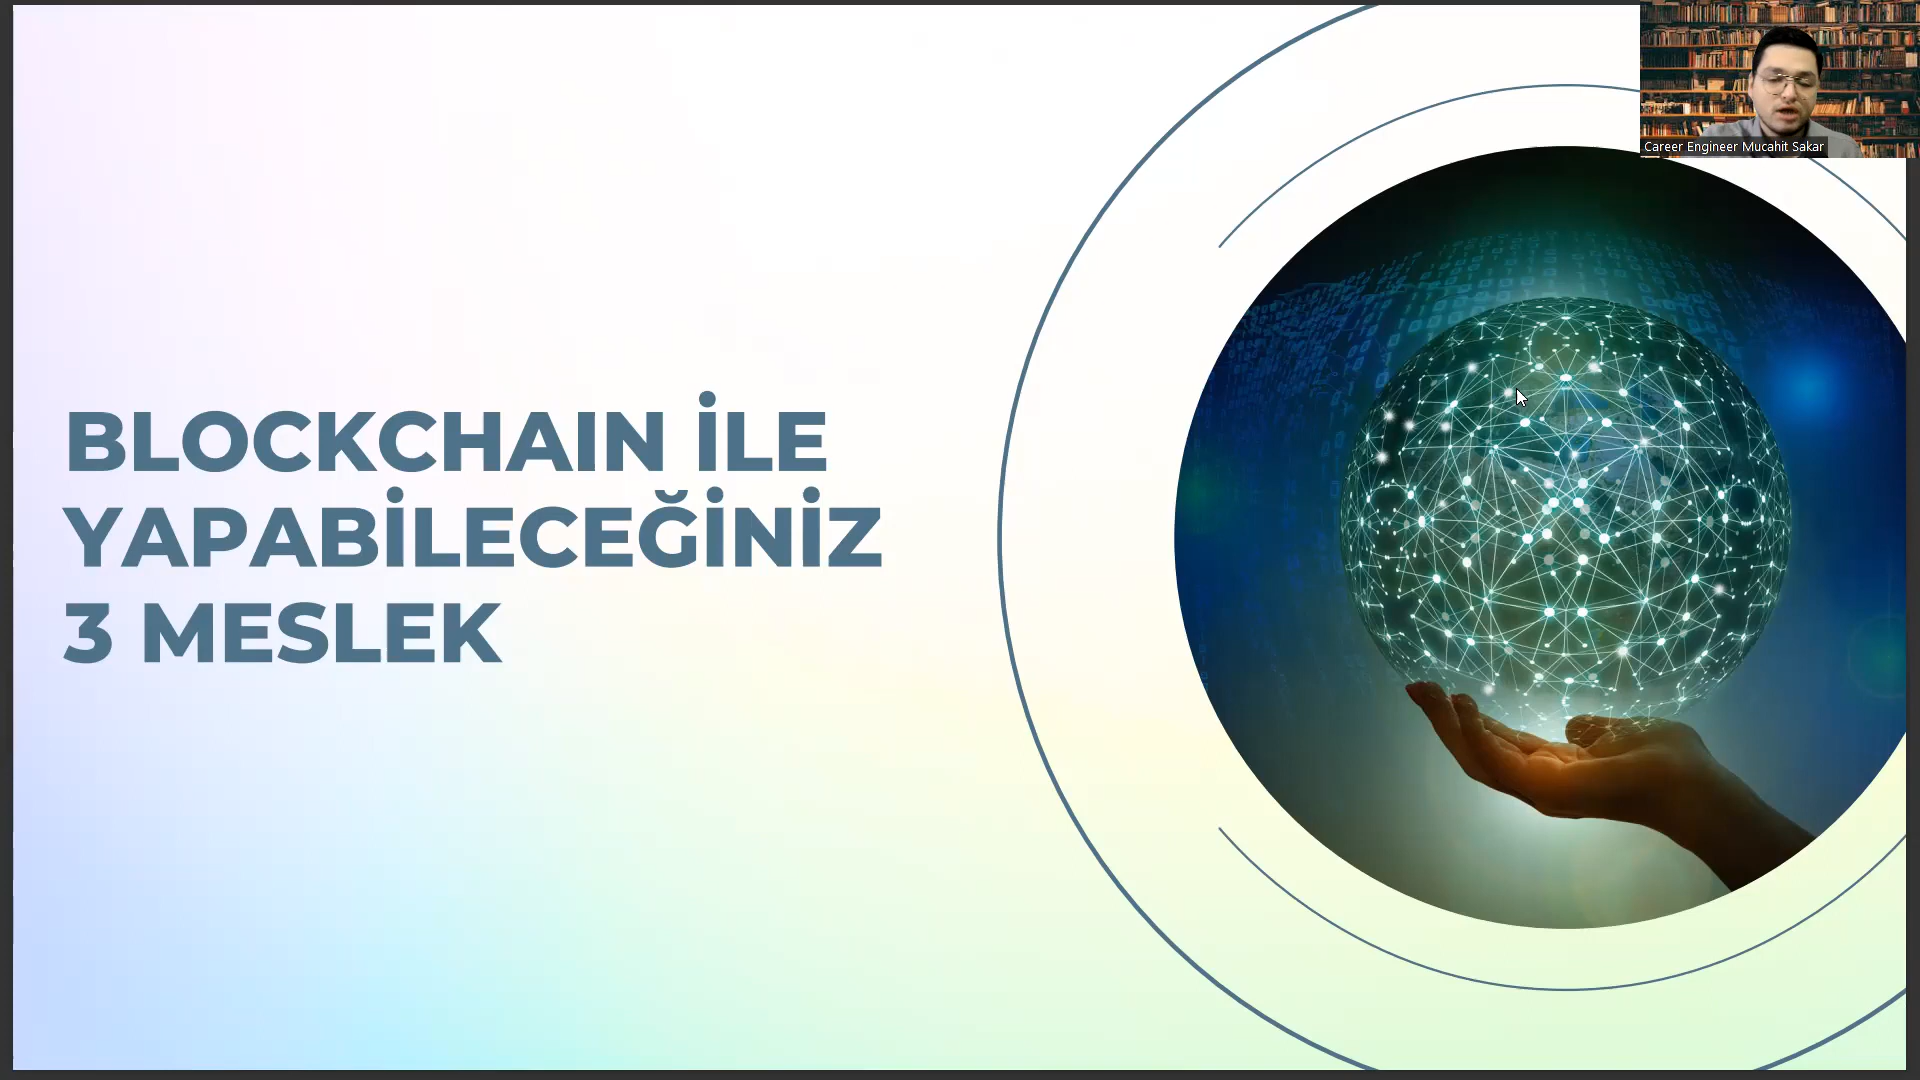 Career Engineer Mucahit Sakar
BLOCKCHAIN İLE
YAPABİLECEĞİNİZ
3 MESLEK